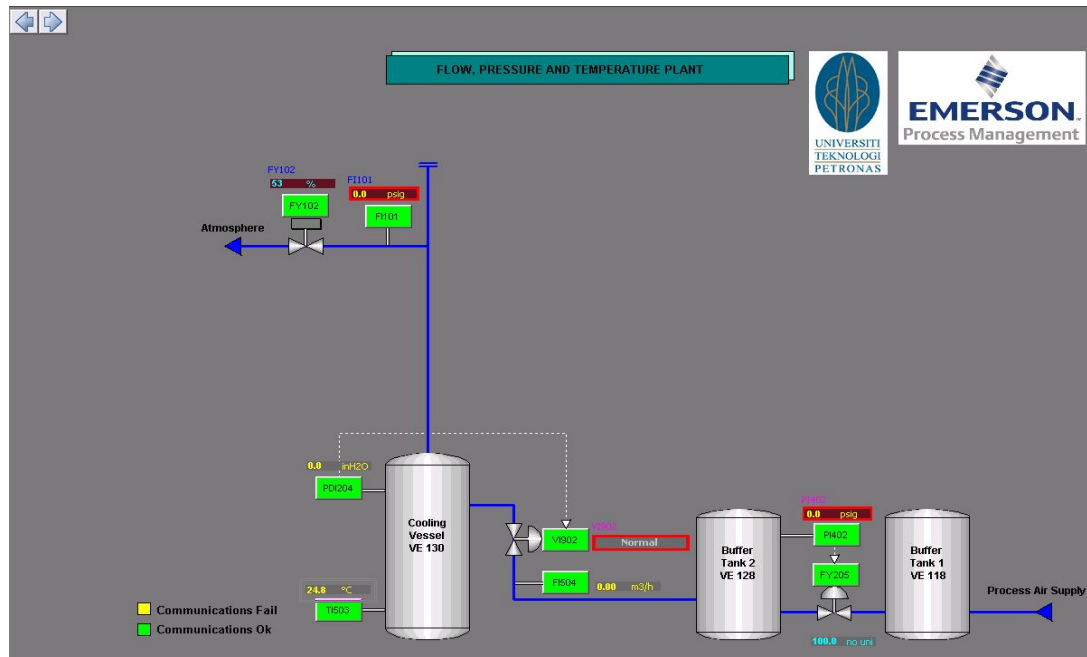 FLOW, PRESSURE AND TEMPERATURE PLANT
UNIVERSITI
TEKNOLOGI
PETRONAS
EMERSON
Process Management
FY102
53 %
FY102
FI101
0.0 psig
FI101
Atmosphere
0.0 inH2O
PDI204
Cooling
Vessel
VE 130
24.8 °C
TI503
VI902
VI902
Normal
FI504
0.00 m3/h
Buffer
Tank 2
VE 128
PI402
0.0 psig
PI402
FY205
100.0 no uni
Buffer
Tank 1
VE 118
Process Air Supply
Communications Fail
Communications Ok